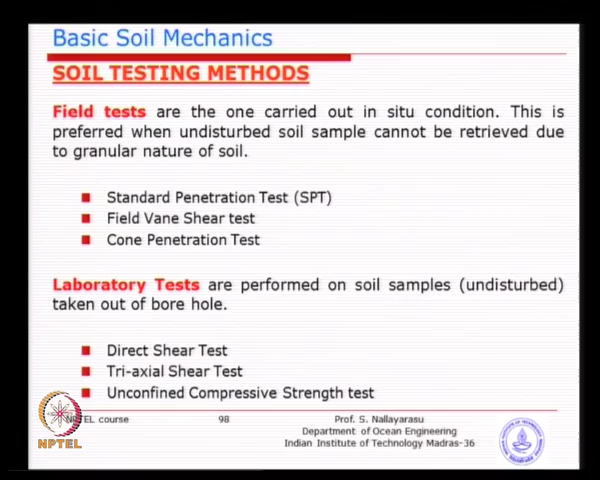 Basic Soil Mechanics
SOIL TESTING METHODS
Field tests are the one carried out in situ condition. This is
preferred when undisturbed soil sample cannot be retrieved due
to granular nature of soil.
Standard Penetration Test (SPT)
Field Vane Shear test
Cone Penetration Test
Laboratory Tests are performed on soil samples (undisturbed)
taken out of bore hole.
Direct Shear Test
Tri-axial Shear Test
Unconfined Compressive Strength test
NPTEL course 98 Prof. S. Nallayarasu
Department of Ocean Engineering
Indian Institute of Technology Madras-36
NPTEL